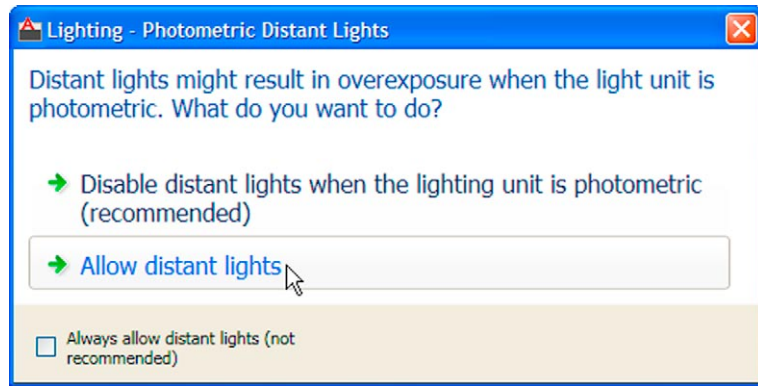 Lighting - Photometric Distant Lights
Distant lights might result in overexposure when the light unit is
photometric. What do you want to do?
Disable distant lights when the lighting unit is photometric
(recommended)
Allow distant lights
Always allow distant lights (not
recommended)